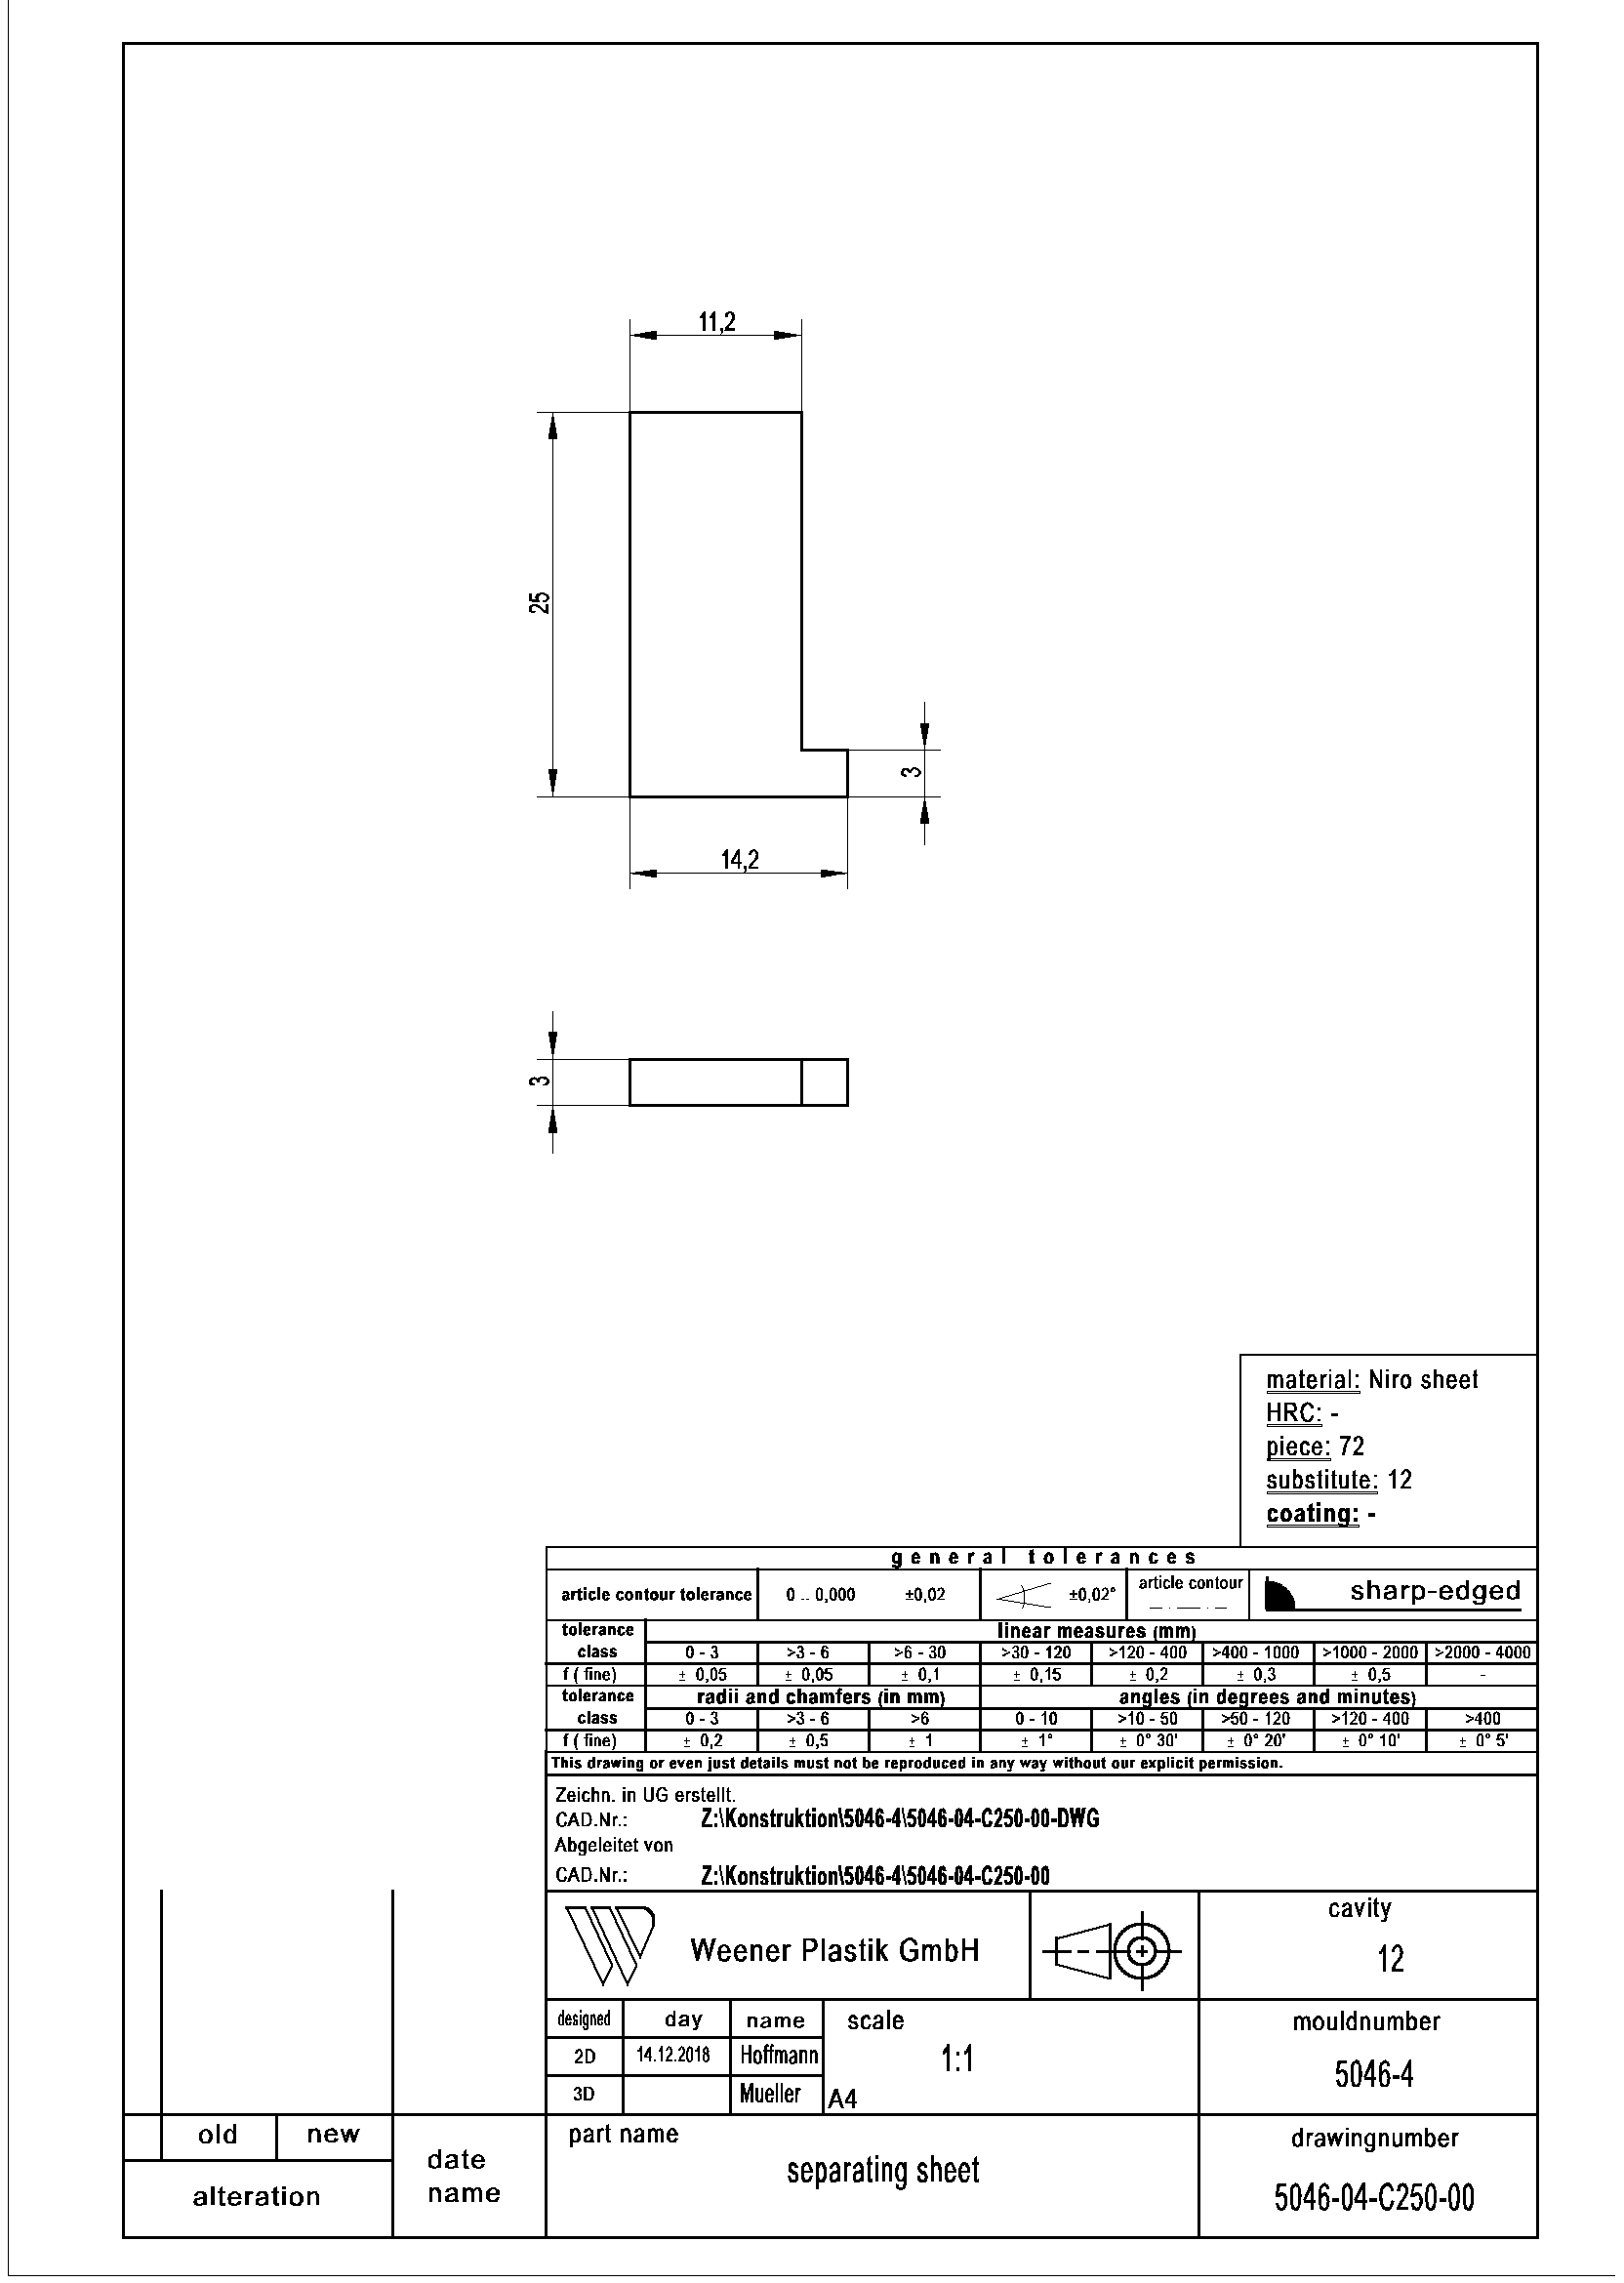 11,2
25
3
14,2
3
material: Niro sheet
HRC: -
piece: 72
substitute: 12
coating: -
general tolerances
article contour tolerance 0 .. 0,000 ±0,02 ±0,02° article contour sharp-edged
tolerance class linear measures (mm)
0 - 3 >3 - 6 >6 - 30 >30 - 120 >120 - 400 >400 - 1000 >1000 - 2000 >2000 - 4000
f ( fine) ± 0,05 ± 0,05 ± 0,1 ± 0,15 ± 0,2 ± 0,3 ± 0,5 -
tolerance class radii and chamfers (in mm) angles (in degrees and minutes)
0 - 3 >3 - 6 >6 0 - 10 >10 - 50 >50 - 120 >120 - 400 >400
f ( fine) ± 0,2 ± 0,5 ± 1 ± 1° ± 0° 30' ± 0° 20' ± 0° 10' ± 0° 5'
This drawing or even just details must not be reproduced in any way without our explicit permission.
Zeichn. in UG erstellt.
CAD.Nr.: Z:\Konstruktion\5046-4\5046-04-C250-00-DWG
Abgeleitet von
CAD.Nr.: Z:\Konstruktion\5046-4\5046-04-C250-00
Weener Plastik GmbH
cavity
12
designed day name scale
2D 14.12.2018 Hoffmann 1:1
3D Mueller A4
mouldnumber
5046-4
old new
alteration
date
name
part name
separating sheet
drawingnumber
5046-04-C250-00